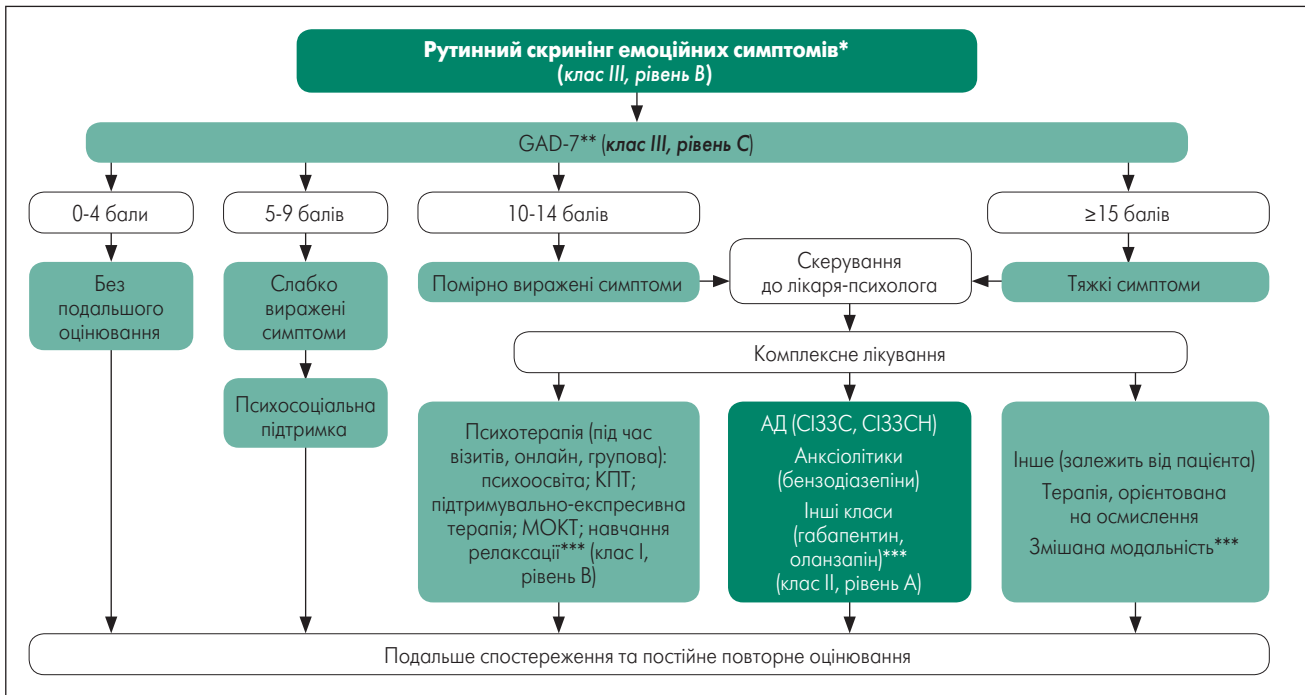 Рутинний скринінг емоційних симптомів*
(клас III, рівень B)
GAD-7** (клас III, рівень C)
0-4 бали
5-9 балів
10-14 балів
≥15 балів
Без
подальшого
оцінювання
Слабко
виражені
симптоми
Помірно виражені симптоми
Скерування
до лікаря-психолога
Тяжкі симптоми
Комплексне лікування
Психосоціальна
підтримка
Психотерапія (під час
візитів, онлайн, групова):
психоосвіта; КПТ;
підтримувально-експресивна
терапія; МОКТ; навчання
релаксації*** (клас I,
рівень B)
АД (СІЗЗС, СІЗЗСН)
Анксіолітики
(бензодіазепіни)
Інші класи
(габапентин,
оланзапін)***
(клас II, рівень A)
Інше (залежить від пацієнта)
Терапія, орієнтована
на осмислення
Змішана модальність***
Подальше спостереження та постійне повторне оцінювання